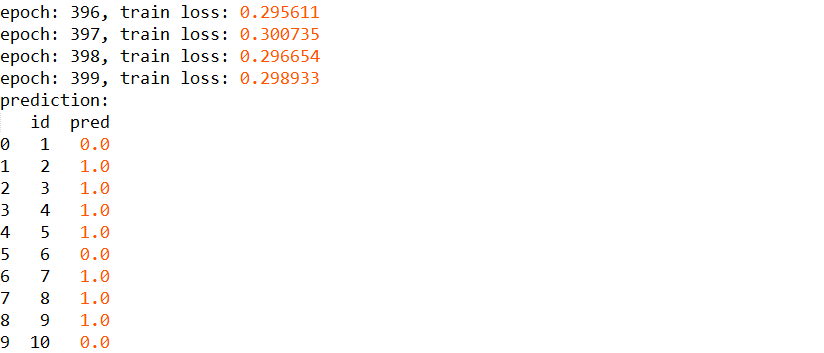 epoch: 396, train loss: 0.295611
epoch: 397, train loss: 0.300735
epoch: 398, train loss: 0.296654
epoch: 399, train loss: 0.298933
prediction:
   id  pred
0   1   0.0
1   2   1.0
2   3   1.0
3   4   1.0
4   5   1.0
5   6   0.0
6   7   1.0
7   8   1.0
8   9   1.0
9  10   0.0